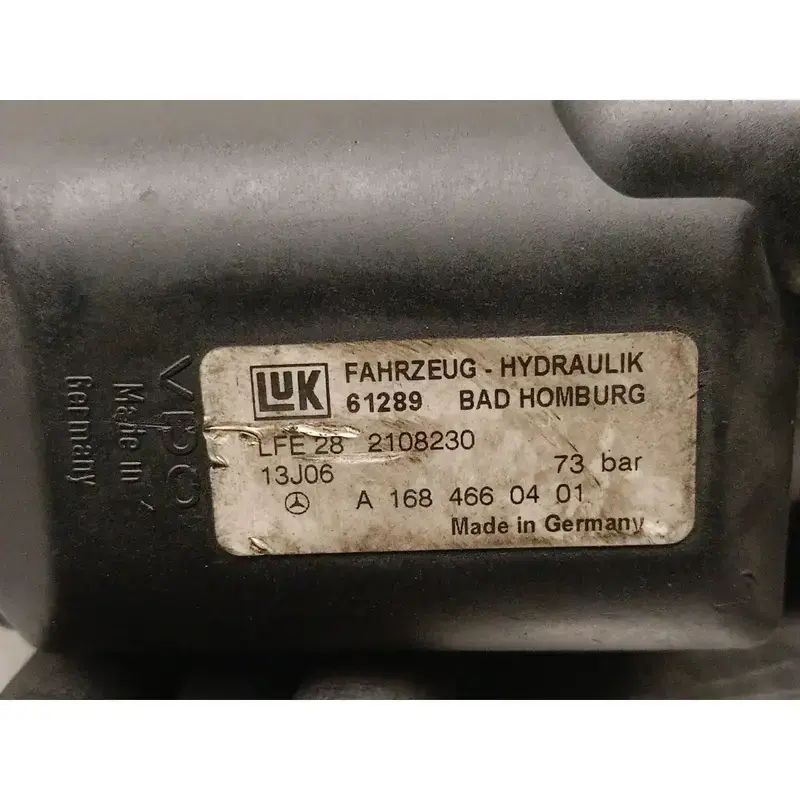 LUK FAHRZEUG - HYDRAULIK
61289 BAD HOMBURG
LFE 28 2108230
13J06 73 bar
A 168 466 04 01
Made in Germany
VDO
Made in
Germany